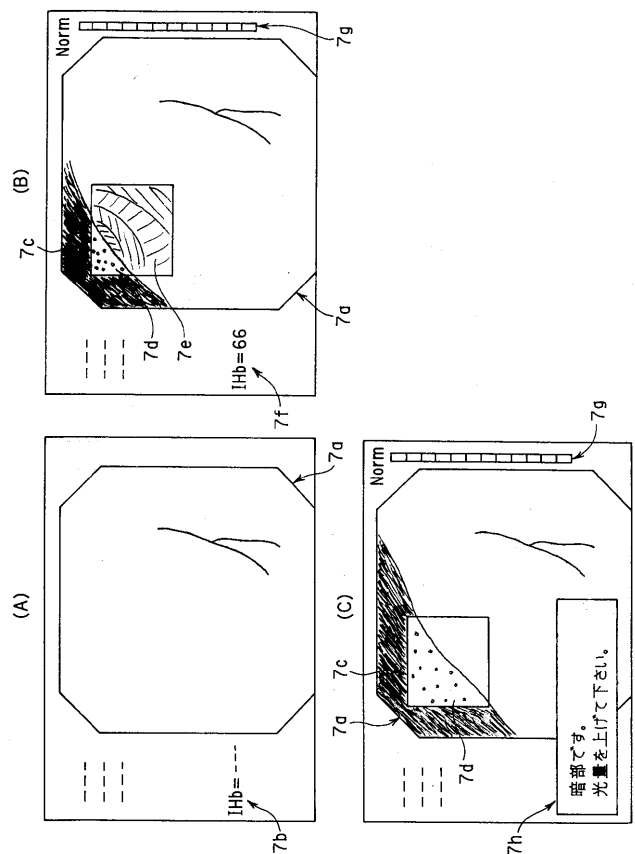 (A)
7a
IHb=---
7b
(B)
Norm
7g
7c
7d
7e
7a
IHb=66
7f
(C)
Norm
7g
7c
7a
7d
暗部です。
光量を上げて下さい。
7h